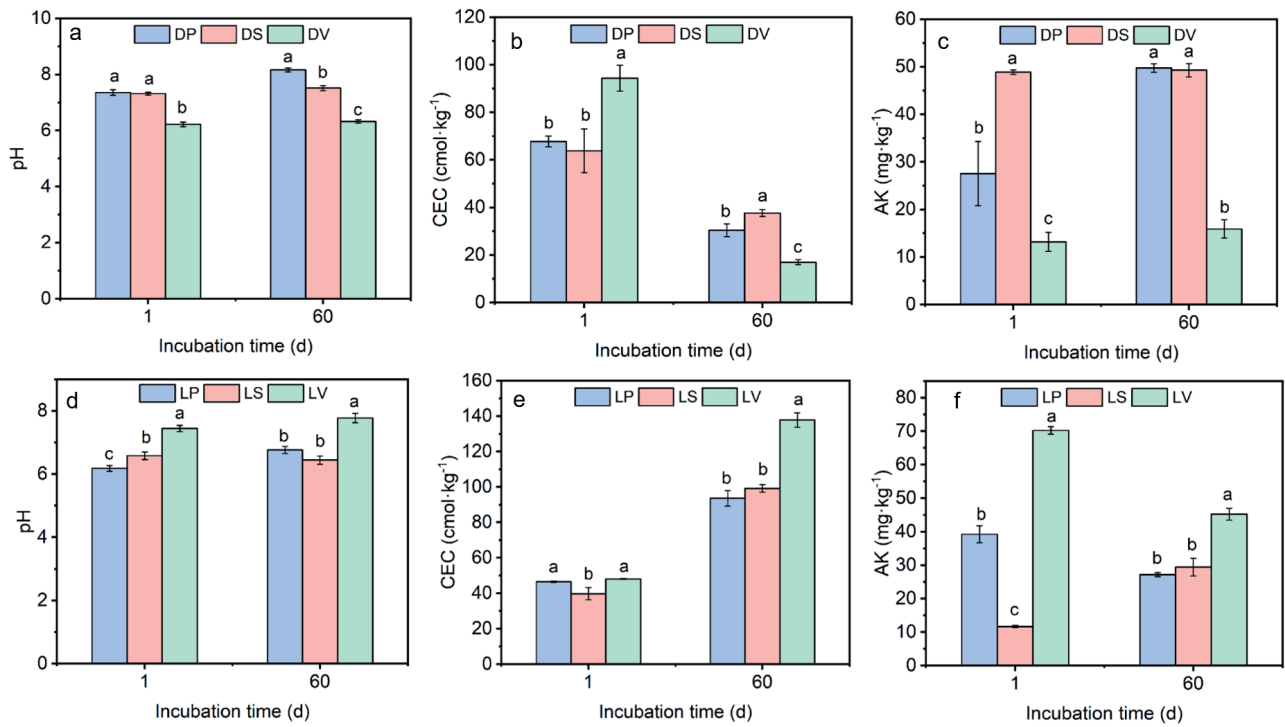 a
DP DS DV
10
8
6
4
2
0
pH
a a b
a b c
1 60
Incubation time (d)
b
DP DS DV
120
100
80
60
40
20
0
CEC (cmol·kg⁻¹)
b b a
b a c
1 60
Incubation time (d)
c
DP DS DV
60
50
40
30
20
10
0
AK (mg·kg⁻¹)
b a c
a a b
1 60
Incubation time (d)
d
LP LS LV
8
6
4
2
0
pH
c b a
b b a
1 60
Incubation time (d)
e
LP LS LV
160
140
120
100
80
60
40
20
0
CEC (cmol·kg⁻¹)
a b a
b b a
1 60
Incubation time (d)
f
LP LS LV
80
70
60
50
40
30
20
10
0
AK (mg·kg⁻¹)
b c a
b b a
1 60
Incubation time (d)